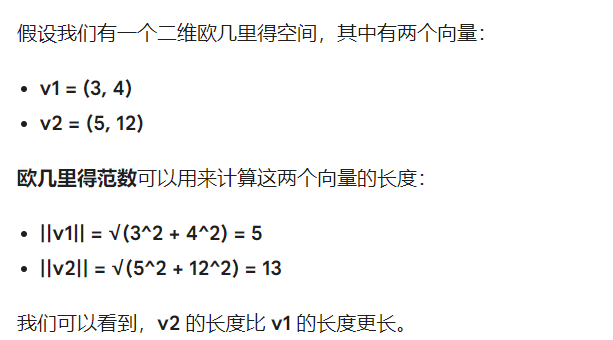 假设我们有一个二维欧几里得空间，其中有两个向量：
• v1 = (3, 4)
• v2 = (5, 12)
欧几里得范数可以用来计算这两个向量的长度：
• ||v1|| = √(3^2 + 4^2) = 5
• ||v2|| = √(5^2 + 12^2) = 13
我们可以看到，v2 的长度比 v1 的长度更长。